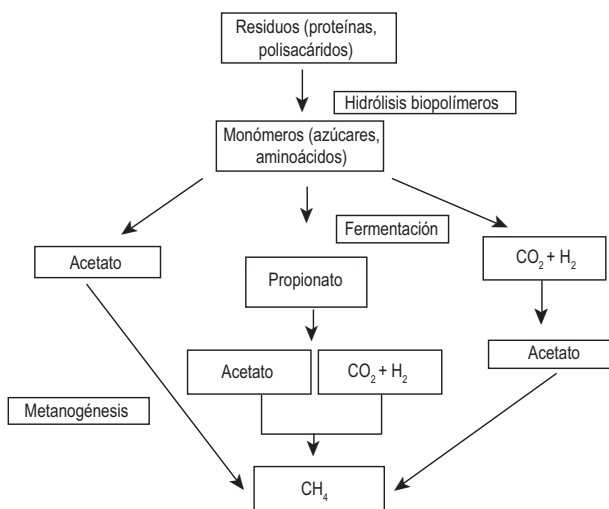 Residuos (proteínas,
polisacáridos)
Hidrólisis biopolímeros
Monómeros (azúcares,
aminoácidos)
Fermentación
Acetato
Propionato
CO₂ + H₂
Acetato
CO₂ + H₂
Acetato
Metanogénesis
CH₄